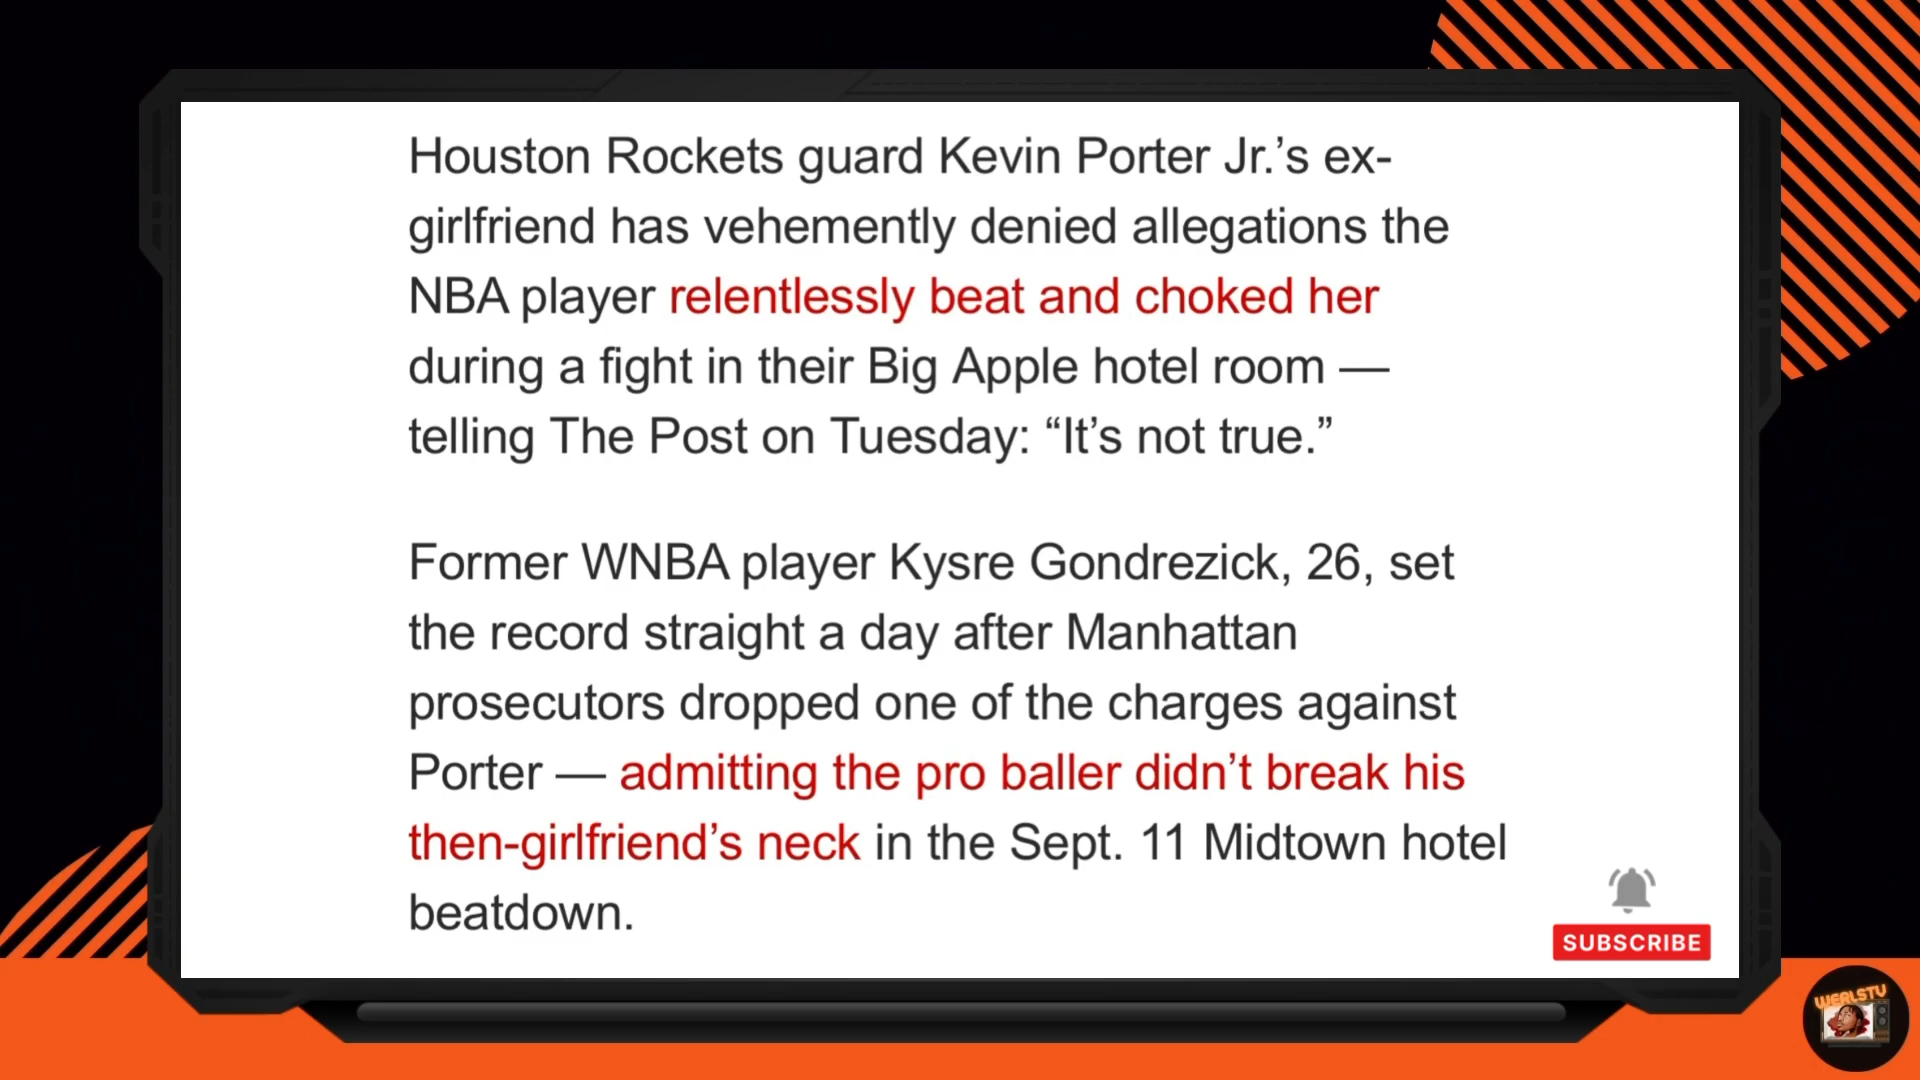 Houston Rockets guard Kevin Porter Jr.’s ex-
girlfriend has vehemently denied allegations the
NBA player relentlessly beat and choked her
during a fight in their Big Apple hotel room —
telling The Post on Tuesday: “It’s not true.”
Former WNBA player Kysre Gondrezick, 26, set
the record straight a day after Manhattan
prosecutors dropped one of the charges against
Porter — admitting the pro baller didn’t break his
then-girlfriend’s neck in the Sept. 11 Midtown hotel
beatdown.
SUBSCRIBE
WERLSTV